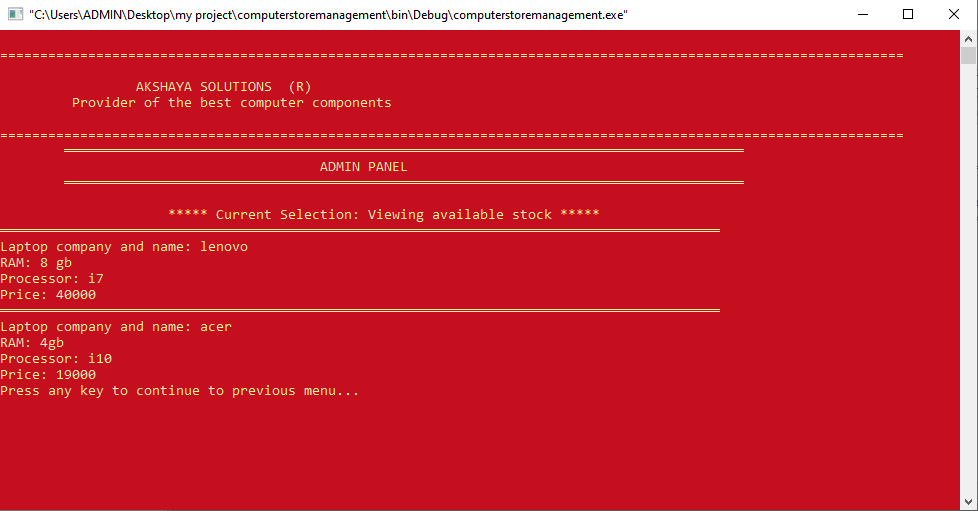 "C:\Users\ADMIN\Desktop\my project\computerstoremanagement\bin\Debug\computerstoremanagement.exe"
=================================================================================================================
AKSHAYA SOLUTIONS  (R)
Provider of the best computer components
=================================================================================================================
═════════════════════════════════════════════════════════════════════════════════════
ADMIN PANEL
═════════════════════════════════════════════════════════════════════════════════════
***** Current Selection: Viewing available stock *****
══════════════════════════════════════════════════════════════════════════════════════════
Laptop company and name: lenovo
RAM: 8 gb
Processor: i7
Price: 40000
══════════════════════════════════════════════════════════════════════════════════════════
Laptop company and name: acer
RAM: 4gb
Processor: i10
Price: 19000
Press any key to continue to previous menu...